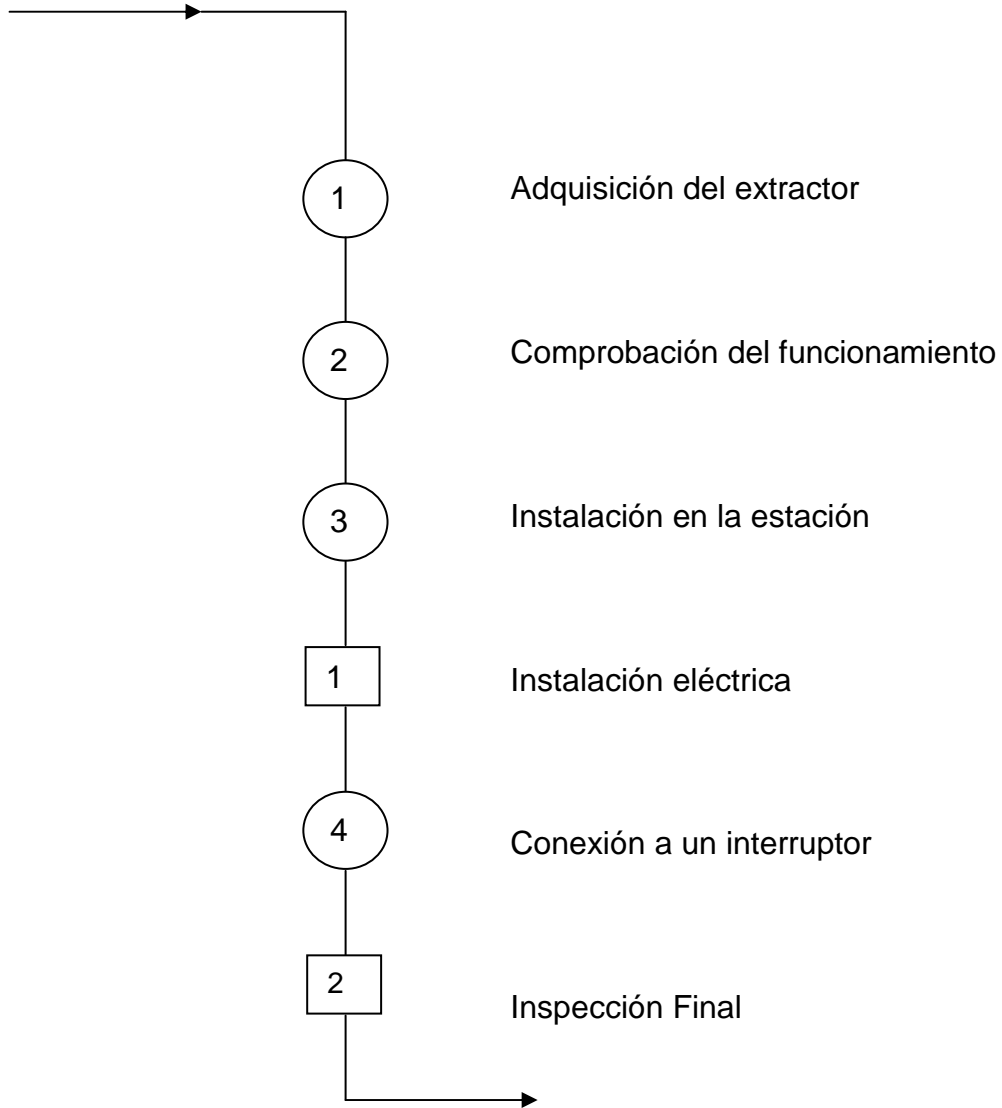 1 Adquisición del extractor
2 Comprobación del funcionamiento
3 Instalación en la estación
1 Instalación eléctrica
4 Conexión a un interruptor
2 Inspección Final